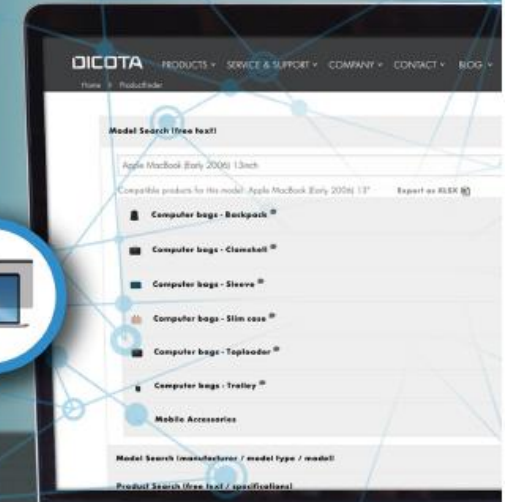 DICOTA PRODUCTS SERVICE & SUPPORT COMPANY CONTACT BLOG
Home Productfinder
Model Search (free text)
Apple MacBook (Early 2006) 13inch
Compatible products for this model: Apple MacBook (Early 2006) 13" Export as XLSX
Computer bags - Backpack
Computer bags - Clamshell
Computer bags - Sleeve
Computer bags - Slim case
Computer bags - Toploader
Computer bags - Trolley
Mobile Accessories
Model Search (manufacturer / model type / model)
Product Search (free text / specifications)